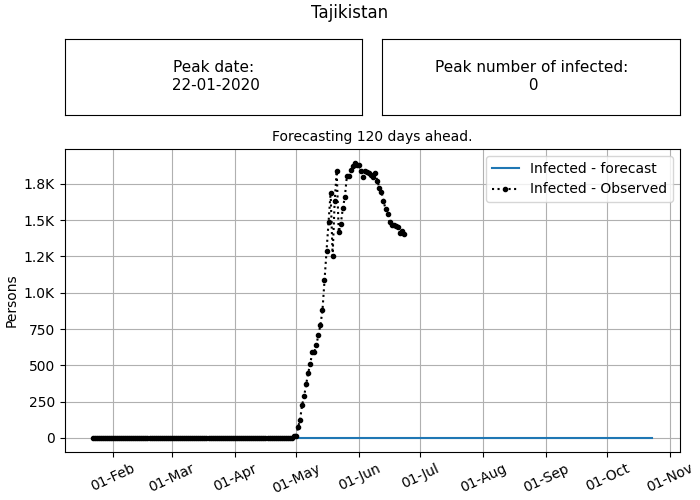 Tajikistan
Peak date:
22-01-2020
Peak number of infected:
0
Forecasting 120 days ahead.
Infected - forecast
Infected - Observed
Persons
1.8K
1.5K
1.2K
1.0K
750
500
250
0
01-Feb
01-Mar
01-Apr
01-May
01-Jun
01-Jul
01-Aug
01-Sep
01-Oct
01-Nov